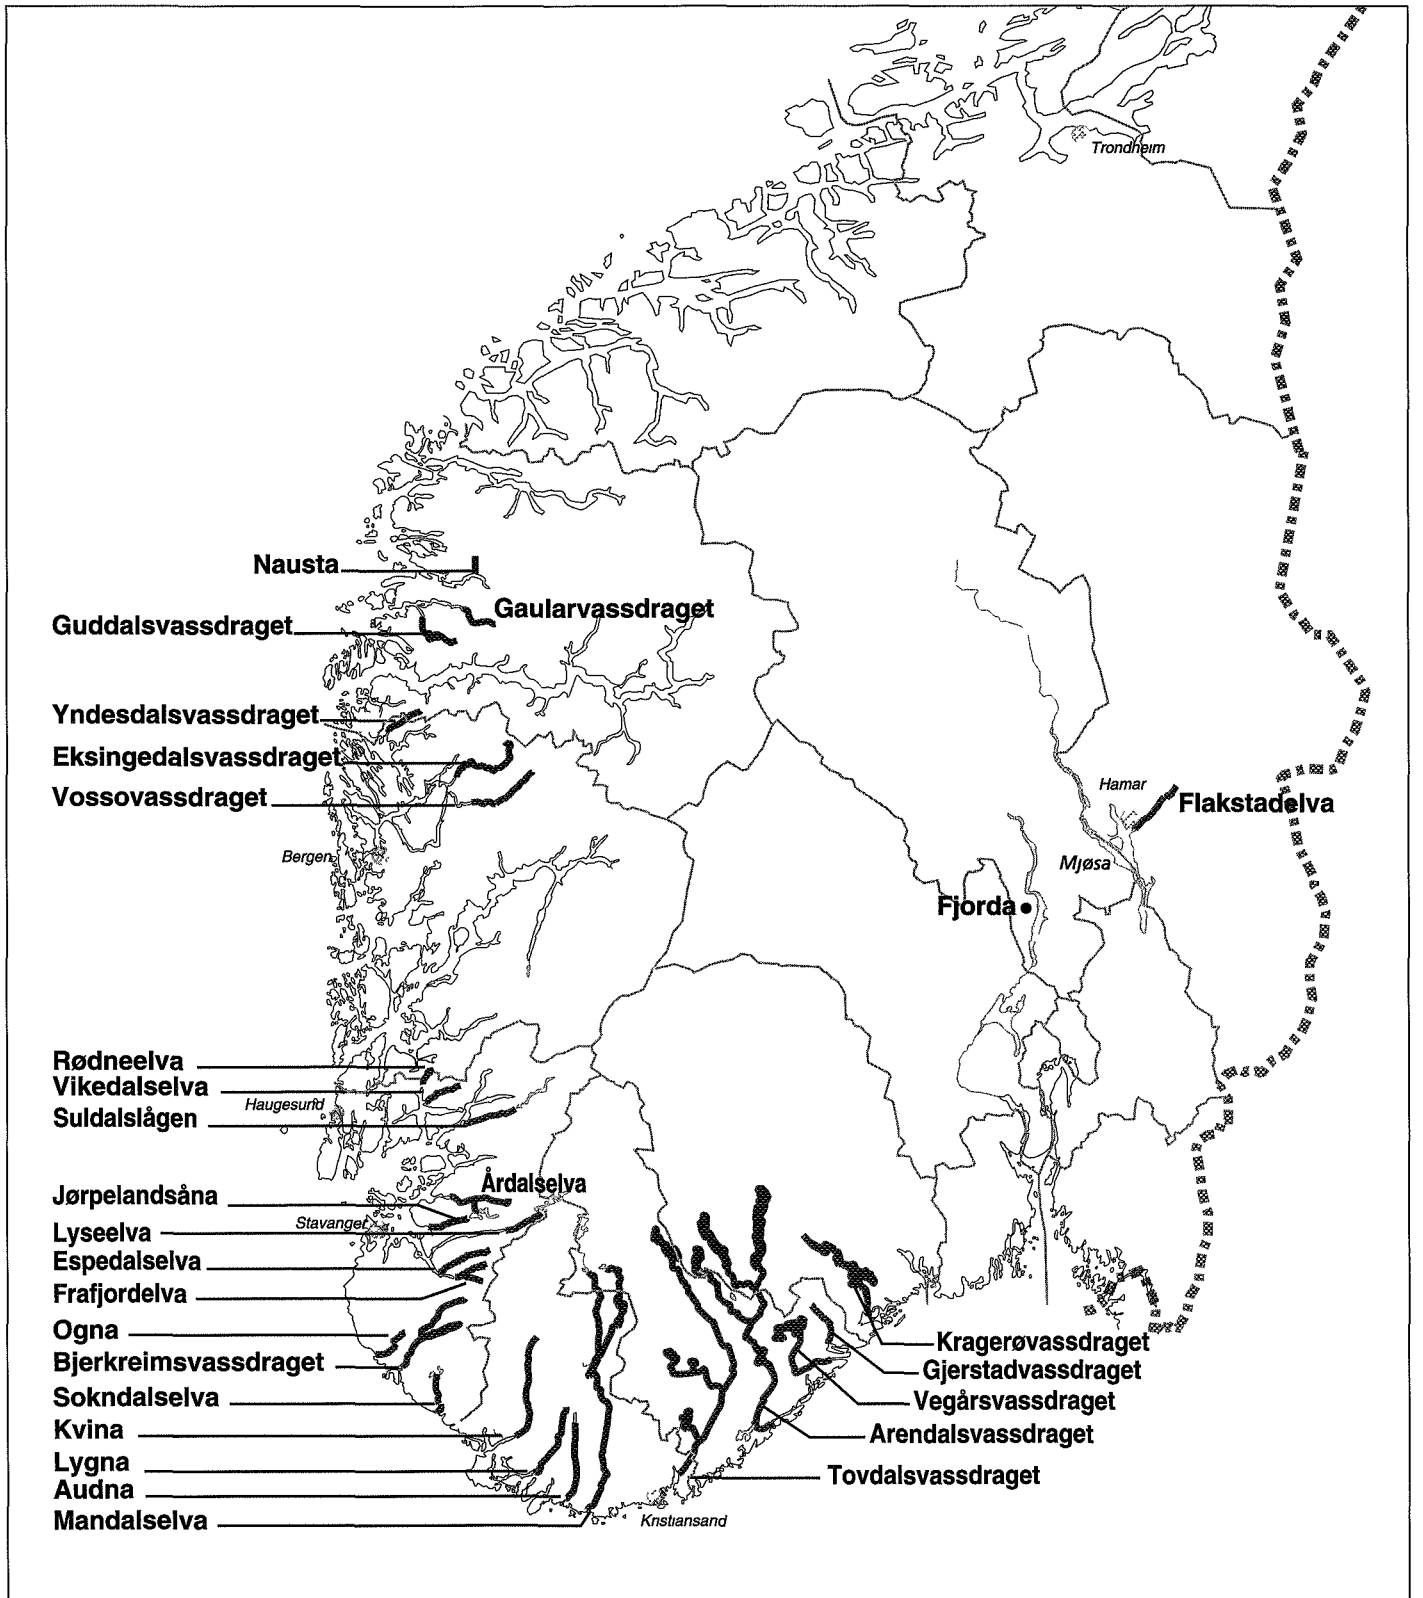 Trondheim
Nausta
Gaularvassdraget
Guddalsvassdraget
Yndesdalsvassdraget
Eksingedalsvassdraget
Vossovassdraget
Hamar
Flakstadelva
Bergen
Mjøsa
Fjorda
Rødneelva
Vikedalselva
Haugesund
Suldalslågen
Årdalselva
Jørpelandsåna
Stavanger
Lyseelva
Espedalselva
Frafjordelva
Ogna
Bjerkreimsvassdraget
Sokndalselva
Kvina
Lygna
Audna
Mandalselva
Kragerøvassdraget
Gjerstadvassdraget
Vegårsvassdraget
Arendalsvassdraget
Tovdalsvassdraget
Kristiansand